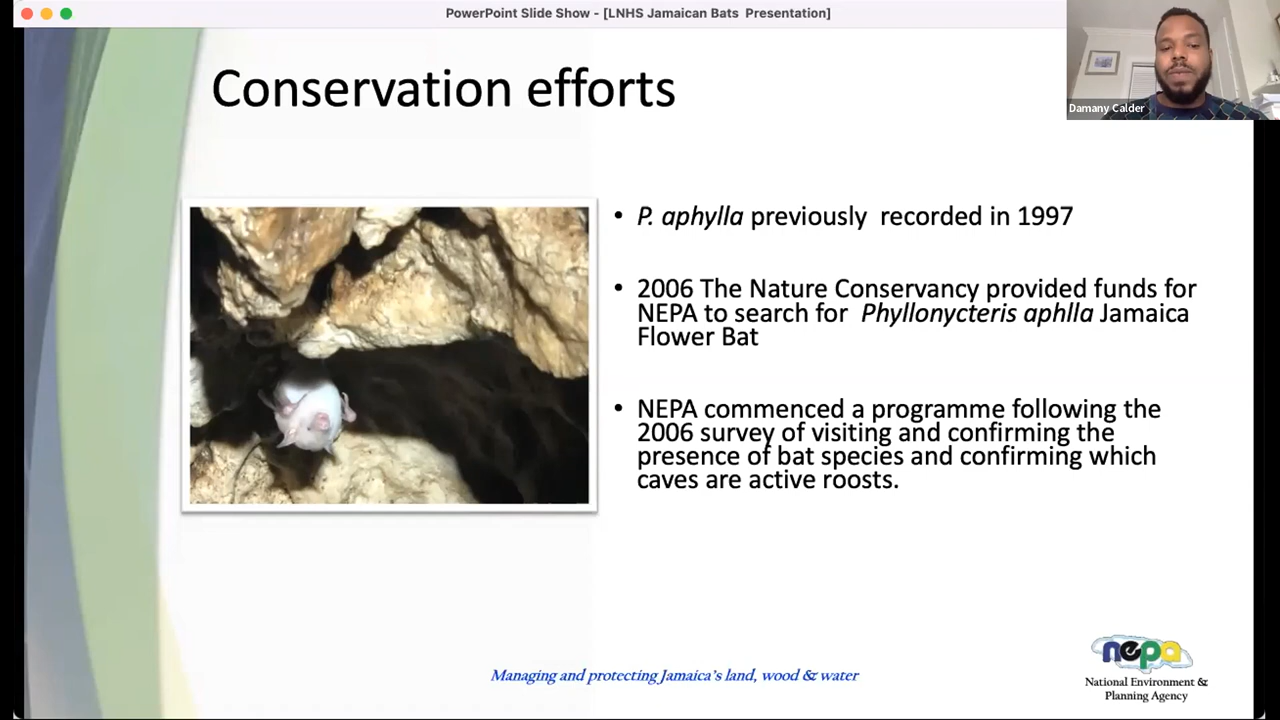 PowerPoint Slide Show - [LNHS Jamaican Bats  Presentation]
Damany Calder
Conservation efforts
• P. aphylla previously  recorded in 1997
• 2006 The Nature Conservancy provided funds for
NEPA to search for  Phyllonycteris aphlla Jamaica
Flower Bat
• NEPA commenced a programme following the
2006 survey of visiting and confirming the
presence of bat species and confirming which
caves are active roosts.
Managing and protecting Jamaica's land, wood & water
nepa
National Environment &
Planning Agency